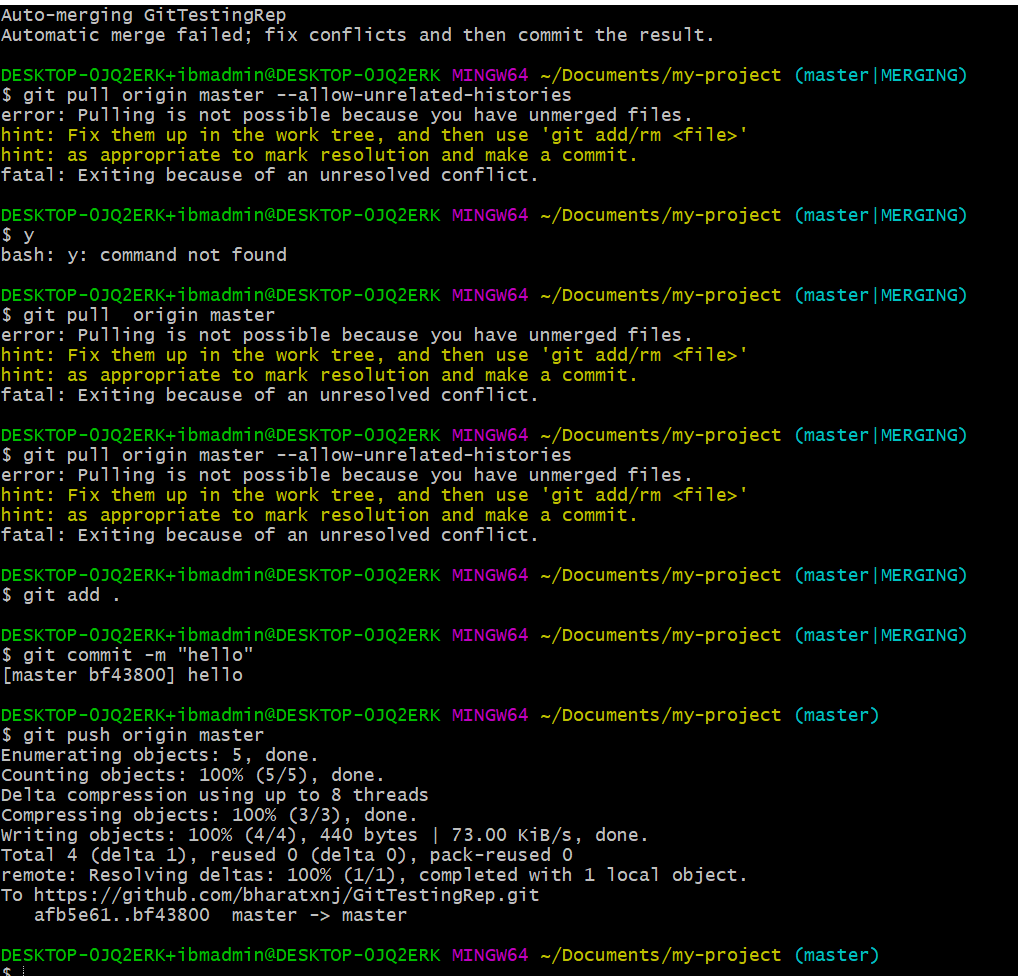 Auto-merging GitTestingRep
Automatic merge failed; fix conflicts and then commit the result.
DESKTOP-0JQ2ERK+ibmadmin@DESKTOP-0JQ2ERK MINGW64 ~/Documents/my-project (master|MERGING)
$ git pull origin master --allow-unrelated-histories
error: Pulling is not possible because you have unmerged files.
hint: Fix them up in the work tree, and then use 'git add/rm <file>'
hint: as appropriate to mark resolution and make a commit.
fatal: Exiting because of an unresolved conflict.
DESKTOP-0JQ2ERK+ibmadmin@DESKTOP-0JQ2ERK MINGW64 ~/Documents/my-project (master|MERGING)
$ y
bash: y: command not found
DESKTOP-0JQ2ERK+ibmadmin@DESKTOP-0JQ2ERK MINGW64 ~/Documents/my-project (master|MERGING)
$ git pull  origin master
error: Pulling is not possible because you have unmerged files.
hint: Fix them up in the work tree, and then use 'git add/rm <file>'
hint: as appropriate to mark resolution and make a commit.
fatal: Exiting because of an unresolved conflict.
DESKTOP-0JQ2ERK+ibmadmin@DESKTOP-0JQ2ERK MINGW64 ~/Documents/my-project (master|MERGING)
$ git pull origin master --allow-unrelated-histories
error: Pulling is not possible because you have unmerged files.
hint: Fix them up in the work tree, and then use 'git add/rm <file>'
hint: as appropriate to mark resolution and make a commit.
fatal: Exiting because of an unresolved conflict.
DESKTOP-0JQ2ERK+ibmadmin@DESKTOP-0JQ2ERK MINGW64 ~/Documents/my-project (master|MERGING)
$ git add .
DESKTOP-0JQ2ERK+ibmadmin@DESKTOP-0JQ2ERK MINGW64 ~/Documents/my-project (master|MERGING)
$ git commit -m "hello"
[master bf43800] hello
DESKTOP-0JQ2ERK+ibmadmin@DESKTOP-0JQ2ERK MINGW64 ~/Documents/my-project (master)
$ git push origin master
Enumerating objects: 5, done.
Counting objects: 100% (5/5), done.
Delta compression using up to 8 threads
Compressing objects: 100% (3/3), done.
Writing objects: 100% (4/4), 440 bytes | 73.00 KiB/s, done.
Total 4 (delta 1), reused 0 (delta 0), pack-reused 0
remote: Resolving deltas: 100% (1/1), completed with 1 local object.
To https://github.com/bharatxnj/GitTestingRep.git
   afb5e61..bf43800  master -> master
DESKTOP-0JQ2ERK+ibmadmin@DESKTOP-0JQ2ERK MINGW64 ~/Documents/my-project (master)
$